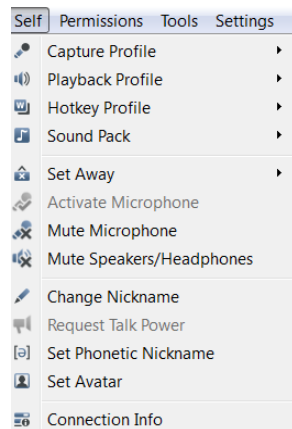 Self Permissions Tools Settings
Capture Profile
Playback Profile
Hotkey Profile
Sound Pack
Set Away
Activate Microphone
Mute Microphone
Mute Speakers/Headphones
Change Nickname
Request Talk Power
[ə] Set Phonetic Nickname
Set Avatar
Connection Info